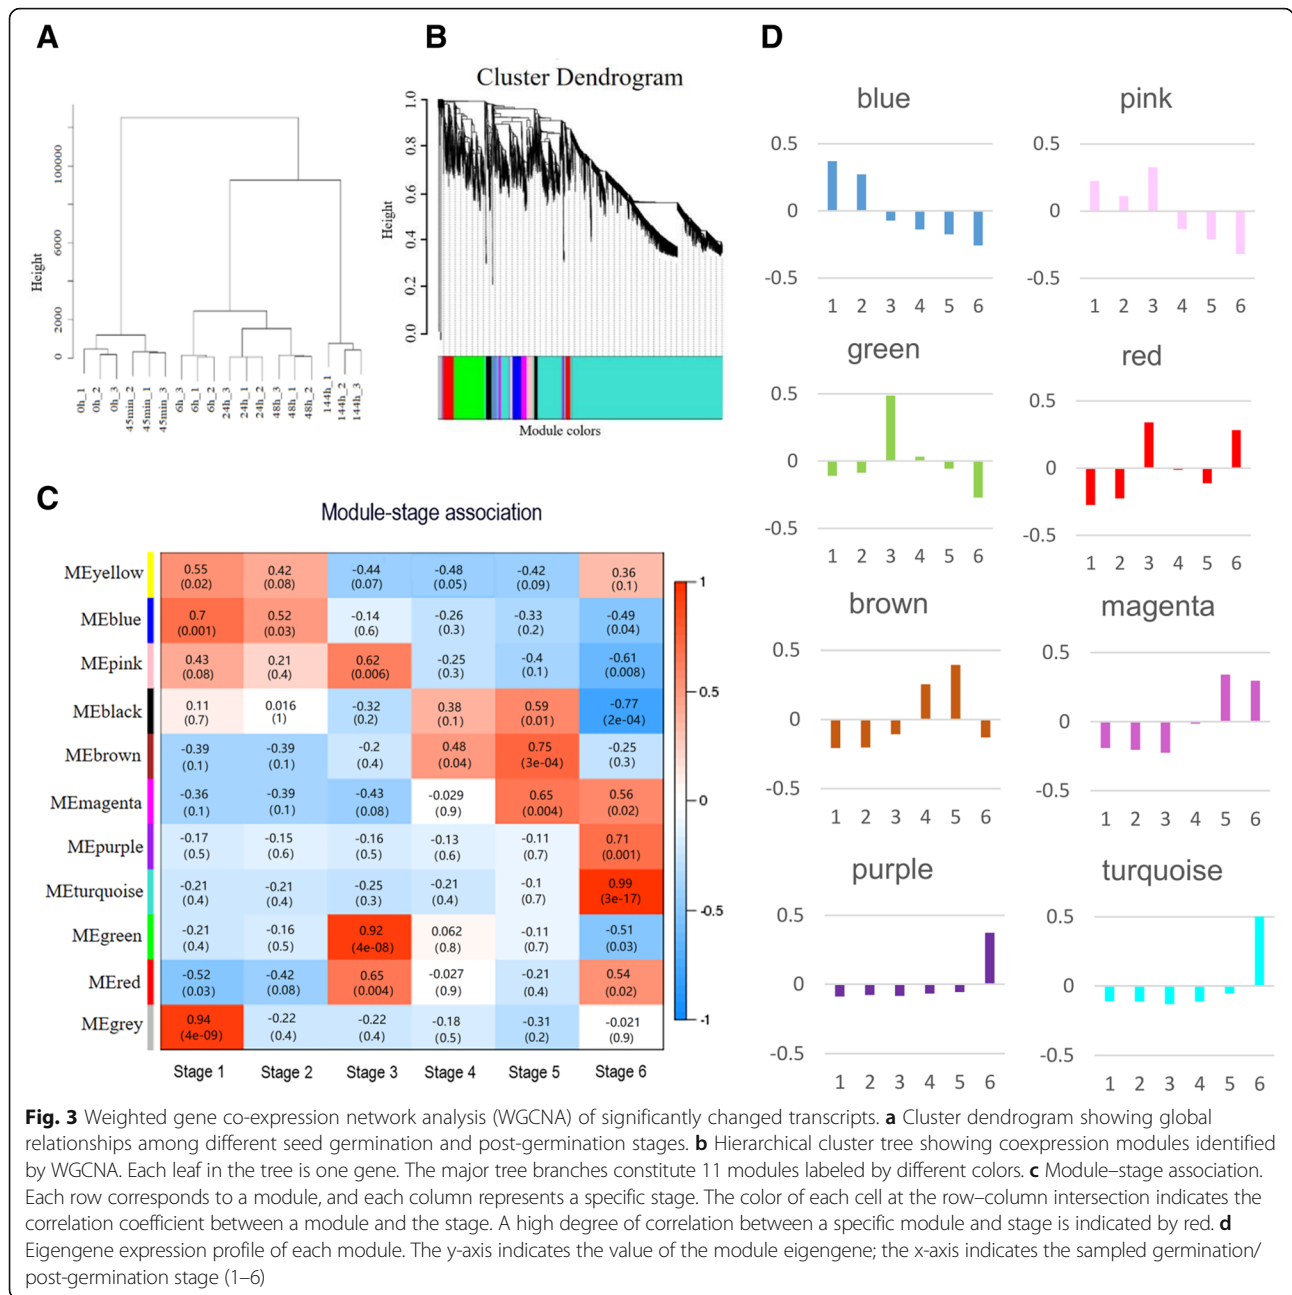 A
Height
0
2000
6000
100000
0h_1
0h_2
0h_3
45min_2
45min_1
45min_3
6h_3
6h_1
6h_2
24h_3
24h_1
24h_2
48h_3
48h_1
48h_2
144h_1
144h_2
144h_3
B
Cluster Dendrogram
Height
1.0
0.8
0.6
0.4
0.2
0.0
Module colors
C
Module-stage association
MEyellow 0.55 0.42 -0.44 -0.48 -0.42 0.36
(0.02) (0.08) (0.07) (0.05) (0.09) (0.1)
MEblue 0.7 0.52 -0.14 -0.26 -0.33 -0.49
(0.001) (0.03) (0.6) (0.3) (0.2) (0.04)
MEpink 0.43 0.21 0.62 -0.25 -0.4 -0.61
(0.08) (0.4) (0.006) (0.3) (0.1) (0.008)
MEblack 0.11 0.016 -0.32 0.38 0.59 -0.77
(0.7) (1) (0.2) (0.1) (0.01) (2e-04)
MEbrown -0.39 -0.39 -0.2 0.48 0.75 -0.25
(0.1) (0.1) (0.4) (0.04) (3e-04) (0.3)
MEmagenta -0.36 -0.39 -0.43 -0.029 0.65 0.56
(0.1) (0.1) (0.08) (0.9) (0.004) (0.02)
MEpurple -0.17 -0.15 -0.16 -0.13 -0.11 0.71
(0.5) (0.6) (0.5) (0.6) (0.7) (0.001)
MEturquoise -0.21 -0.21 -0.25 -0.21 -0.1 0.99
(0.4) (0.4) (0.3) (0.4) (0.7) (3e-17)
MEgreen -0.21 -0.16 0.92 0.062 -0.11 -0.51
(0.4) (0.5) (4e-08) (0.8) (0.7) (0.03)
MEred -0.52 -0.42 0.65 -0.027 -0.21 0.54
(0.03) (0.08) (0.004) (0.9) (0.4) (0.02)
MEgrey 0.94 -0.22 -0.22 -0.18 -0.31 -0.021
(4e-09) (0.4) (0.4) (0.5) (0.2) (0.9)
Stage 1 Stage 2 Stage 3 Stage 4 Stage 5 Stage 6
1
0.5
0
-0.5
-1
D
blue
0.5
0
-0.5
1 2 3 4 5 6
pink
0.5
0
-0.5
1 2 3 4 5 6
green
0.5
0
-0.5
1 2 3 4 5 6
red
0.5
0
-0.5
1 2 3 4 5 6
brown
0.5
0
-0.5
1 2 3 4 5 6
magenta
0.5
0
-0.5
1 2 3 4 5 6
purple
0.5
0
-0.5
1 2 3 4 5 6
turquoise
0.5
0
-0.5
1 2 3 4 5 6
Fig. 3 Weighted gene co-expression network analysis (WGCNA) of significantly changed transcripts. a Cluster dendrogram showing global
relationships among different seed germination and post-germination stages. b Hierarchical cluster tree showing coexpression modules identified
by WGCNA. Each leaf in the tree is one gene. The major tree branches constitute 11 modules labeled by different colors. c Module–stage association.
Each row corresponds to a module, and each column represents a specific stage. The color of each cell at the row–column intersection indicates the
correlation coefficient between a module and the stage. A high degree of correlation between a specific module and stage is indicated by red. d
Eigengene expression profile of each module. The y-axis indicates the value of the module eigengene; the x-axis indicates the sampled germination/
post-germination stage (1–6)